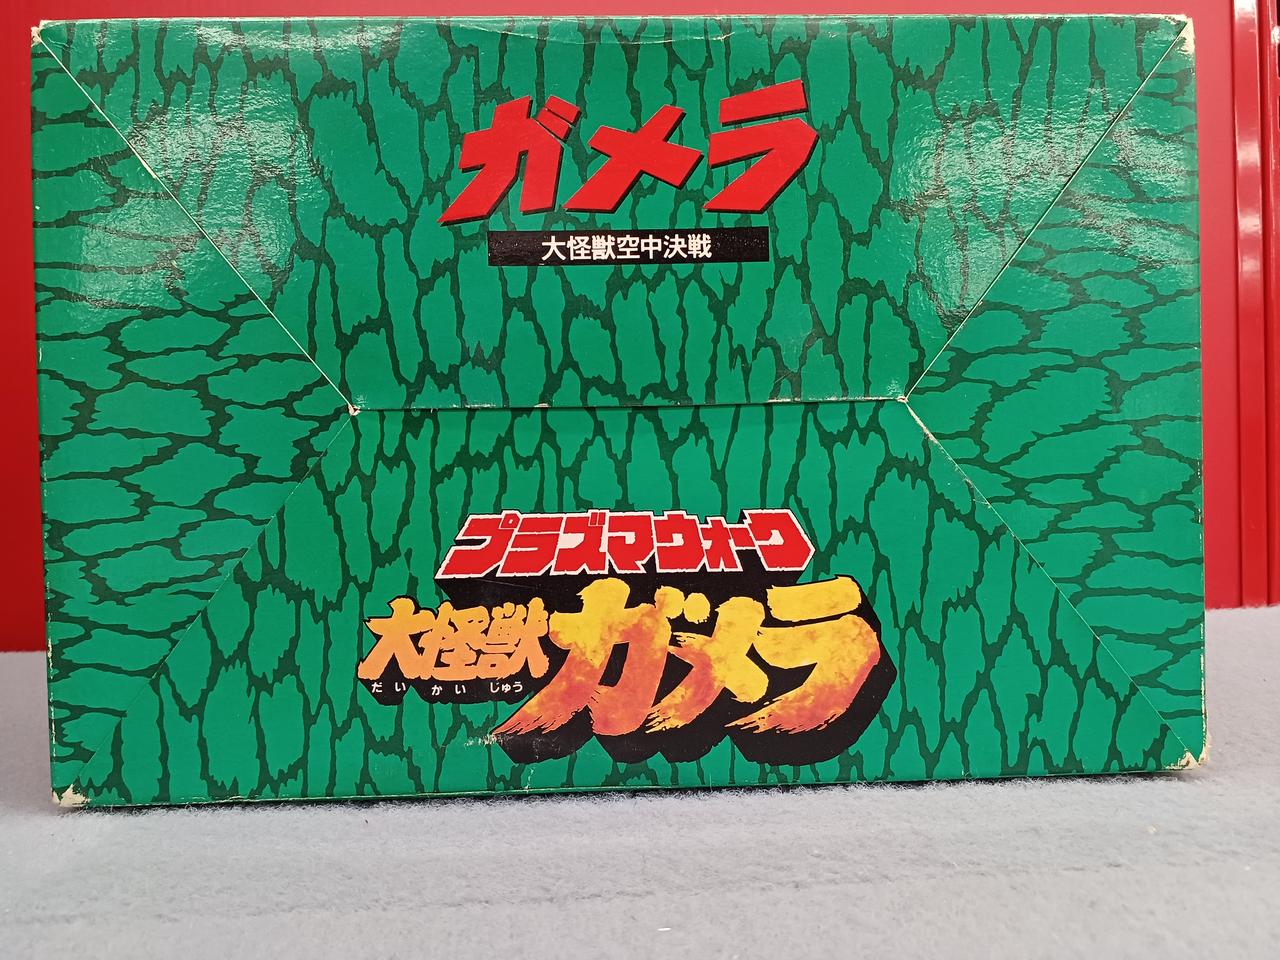 ガメラ
大怪獣空中決戦
プラズマウォーク
大怪獣ガメラ
だいかいじゅう